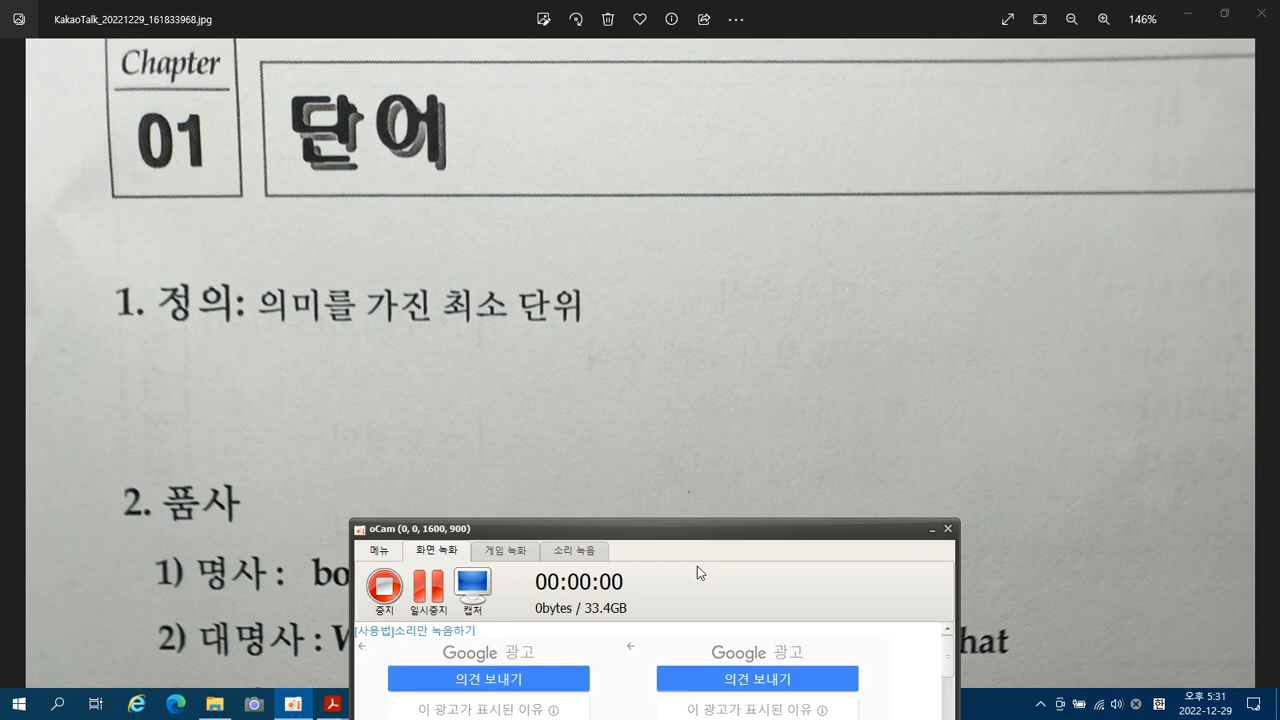 KakaoTalk_20221229_161833968.jpg
146%
Chapter
01
단어
1. 정의: 의미를 가진 최소 단위
2. 품사
1) 명사 : bo
2) 대명사 : W
hat
oCam (0, 0, 1600, 900)
메뉴
화면 녹화
게임 녹화
소리 녹음
중지
일시중지
캡처
00:00:00
0bytes / 33.4GB
[사용법]소리만 녹음하기
Google 광고
의견 보내기
이 광고가 표시된 이유
Google 광고
의견 보내기
이 광고가 표시된 이유
한
오후 5:31
2022-12-29